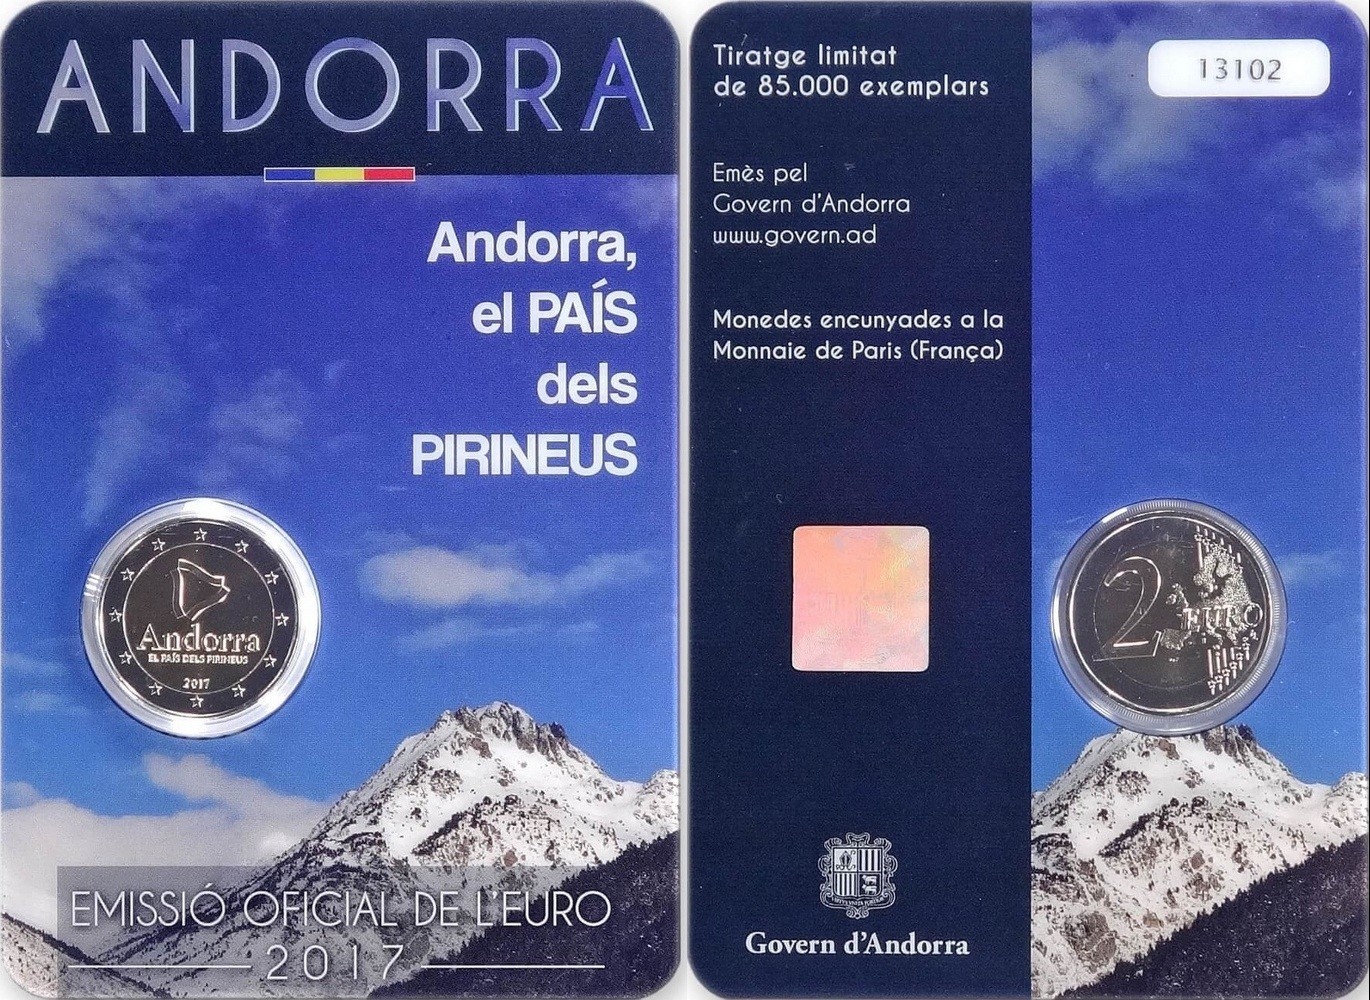 ANDORRA
Andorra,
el PAÍS
dels
PIRINEUS
Andorra
EL PAÍS DELS PIRINEUS
2017
EMISSIÓ OFICIAL DE L'EURO
2017
Tiratge limitat
de 85.000 exemplars
13102
Emès pel
Govern d'Andorra
www.govern.ad
Monedes encunyades a la
Monnaie de Paris (França)
2 EURO
Govern d'Andorra